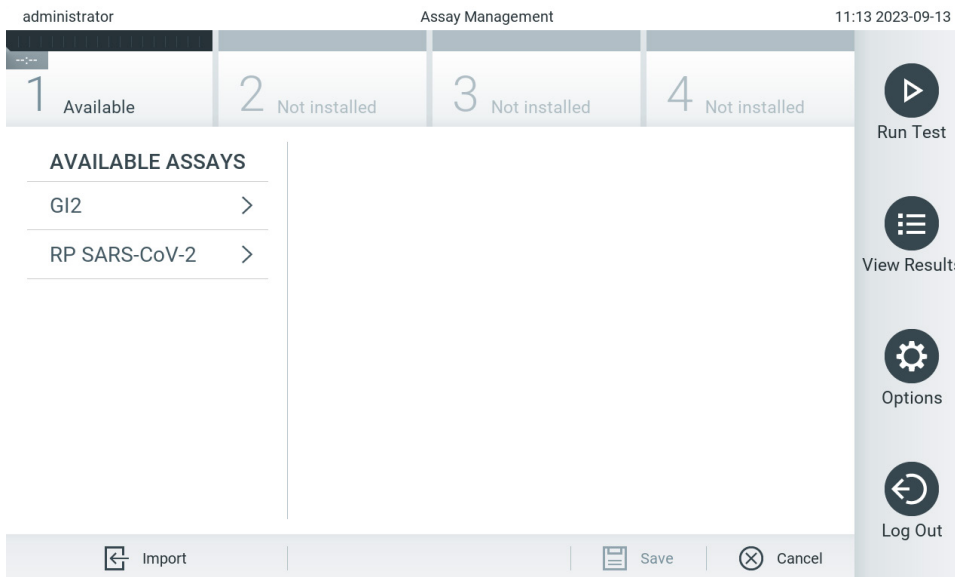 administrator Assay Management 11:13 2023-09-13
--:--
1 Available 2 Not installed 3 Not installed 4 Not installed
Run Test
AVAILABLE ASSAYS
GI2
RP SARS-CoV-2
View Results
Options
Log Out
Import Save Cancel